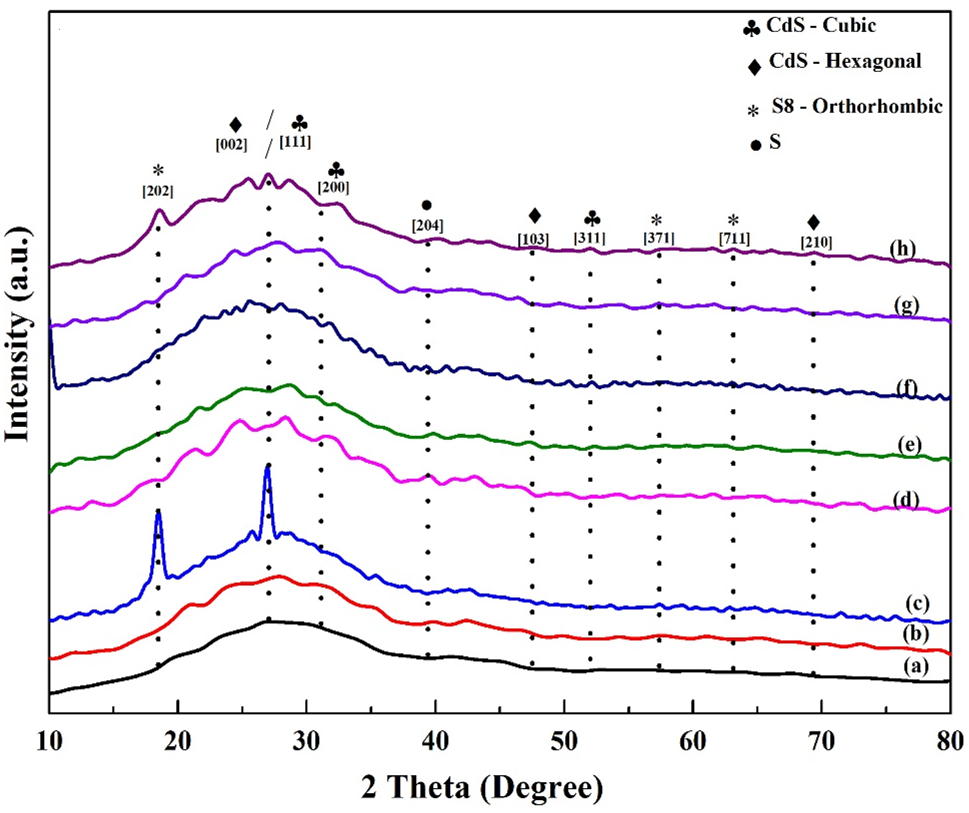 CdS - Cubic
CdS - Hexagonal
S8 - Orthorhombic
S
[002] / / [111]
[202]
[200]
[204]
[103] [311] [371] [711] [210]
(h)
(g)
(f)
(e)
(d)
(c)
(b)
(a)
Intensity (a.u.)
10 20 30 40 50 60 70 80
2 Theta (Degree)